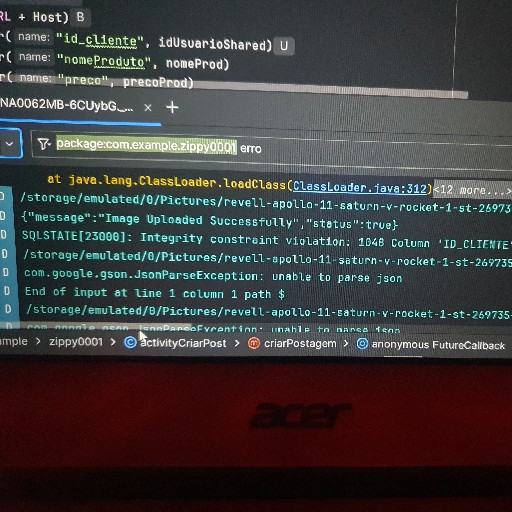 RL + Host) B
r( name: "id_cliente", idUsuarioShared) U
r( name: "nomeProduto", nomeProd)
r( name: "preco", precoProd)
NA0062MB-6CUybG_... × +
package:com.example.zippy0001 erro
at java.lang.ClassLoader.loadClass(ClassLoader.java:312) <12 more...>
D /storage/emulated/0/Pictures/revell-apollo-11-saturn-v-rocket-1-st-26973
D {"message":"Image Uploaded Successfully","status":true}
D SQLSTATE[23000]: Integrity constraint violation: 1048 Column 'ID_CLIENTE'
D /storage/emulated/0/Pictures/revell-apollo-11-saturn-v-rocket-1-st-269735
D com.google.gson.JsonParseException: unable to parse json
D End of input at line 1 column 1 path $
D /storage/emulated/0/Pictures/revell-apollo-11-saturn-v-rocket-1-st-269735-
D com.google.gson.JsonParseException: unable to parse json
ample > zippy0001 > C activityCriarPost > m criarPostagem > anonymous FutureCallback
acer